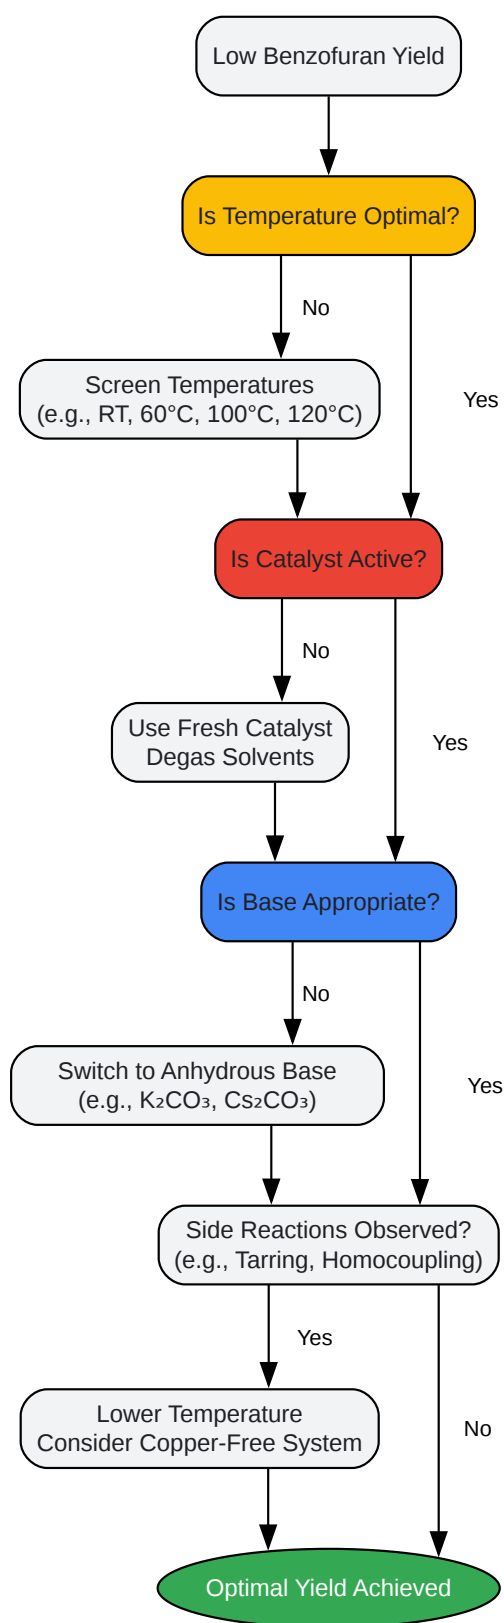 Low Benzofuran Yield
Is Temperature Optimal?
No
Screen Temperatures
(e.g., RT, 60°C, 100°C, 120°C)
Yes
Is Catalyst Active?
No
Use Fresh Catalyst
Degas Solvents
Yes
Is Base Appropriate?
No
Switch to Anhydrous Base
(e.g., K₂CO₃, Cs₂CO₃)
Yes
Side Reactions Observed?
(e.g., Tarring, Homocoupling)
Yes
Lower Temperature
Consider Copper-Free System
No
Optimal Yield Achieved